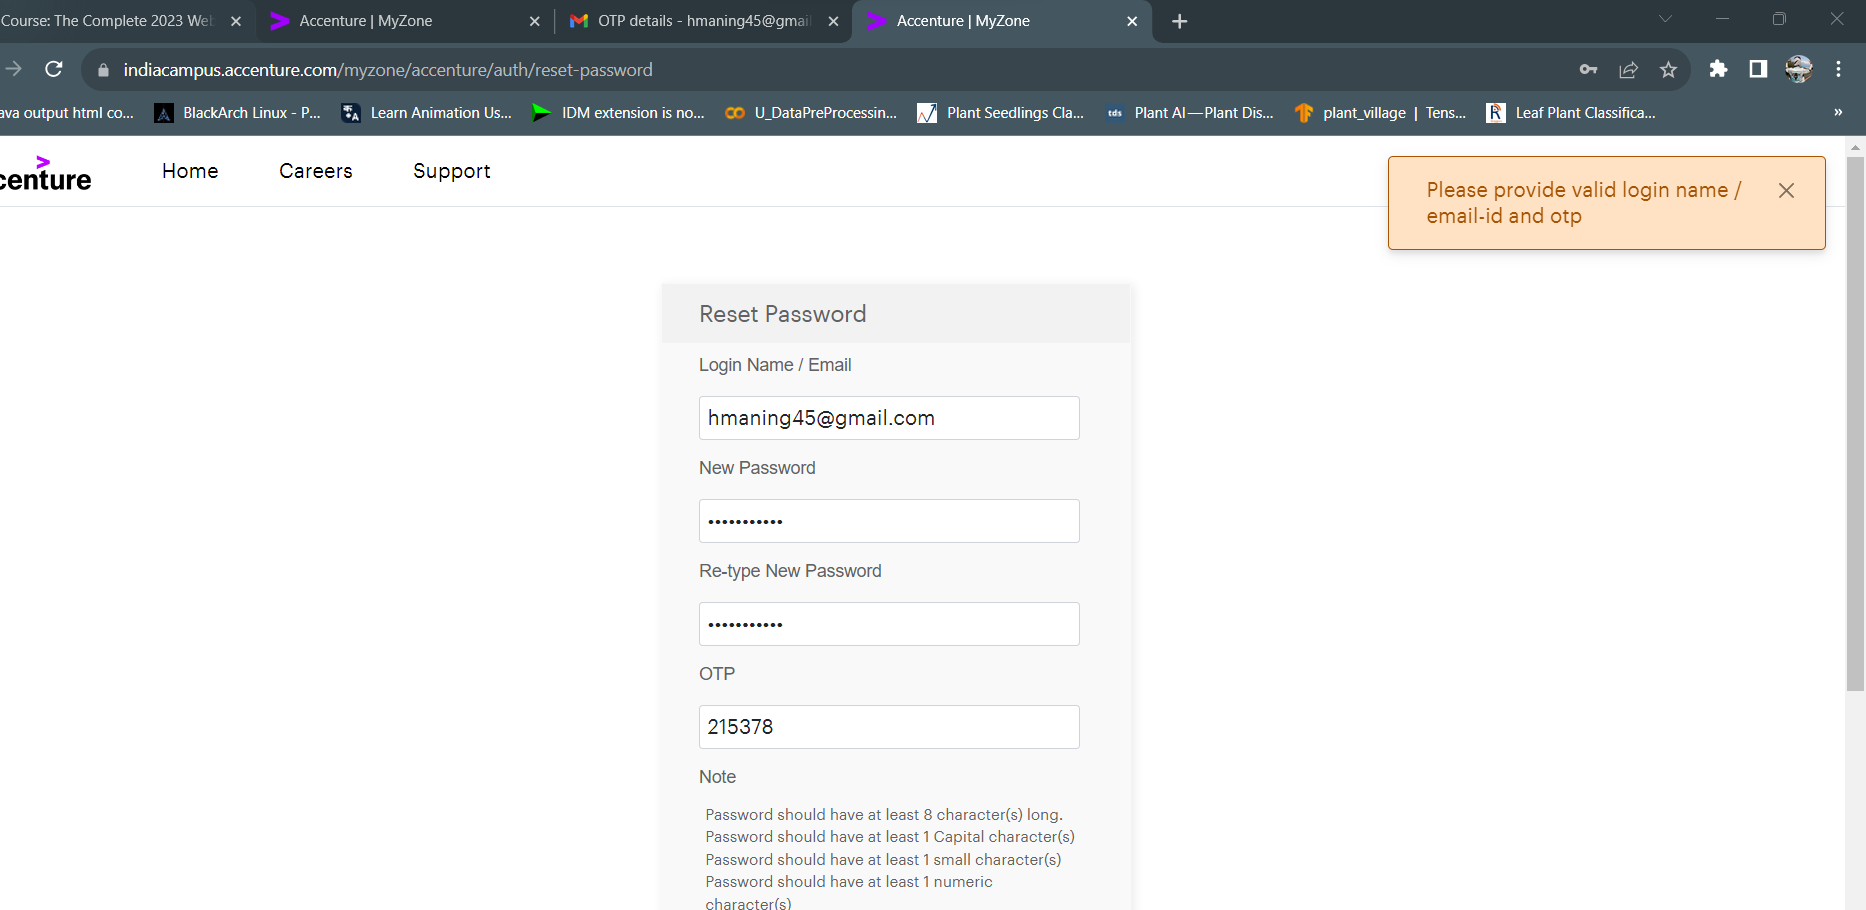 Course: The Complete 2023 Web
Accenture | MyZone
OTP details - hmaning45@gmail
Accenture | MyZone
indiacampus.accenture.com/myzone/accenture/auth/reset-password
ava output html co...
BlackArch Linux - P...
Learn Animation Us...
IDM extension is no...
U_DataPreProcessin...
Plant Seedlings Cla...
tds
Plant AI — Plant Dis...
plant_village | Tens...
Leaf Plant Classifica...
»
centure
Home
Careers
Support
Please provide valid login name /
email-id and otp
Reset Password
Login Name / Email
hmaning45@gmail.com
New Password
•••••••••••
Re-type New Password
•••••••••••
OTP
215378
Note
Password should have at least 8 character(s) long.
Password should have at least 1 Capital character(s)
Password should have at least 1 small character(s)
Password should have at least 1 numeric
character(s)